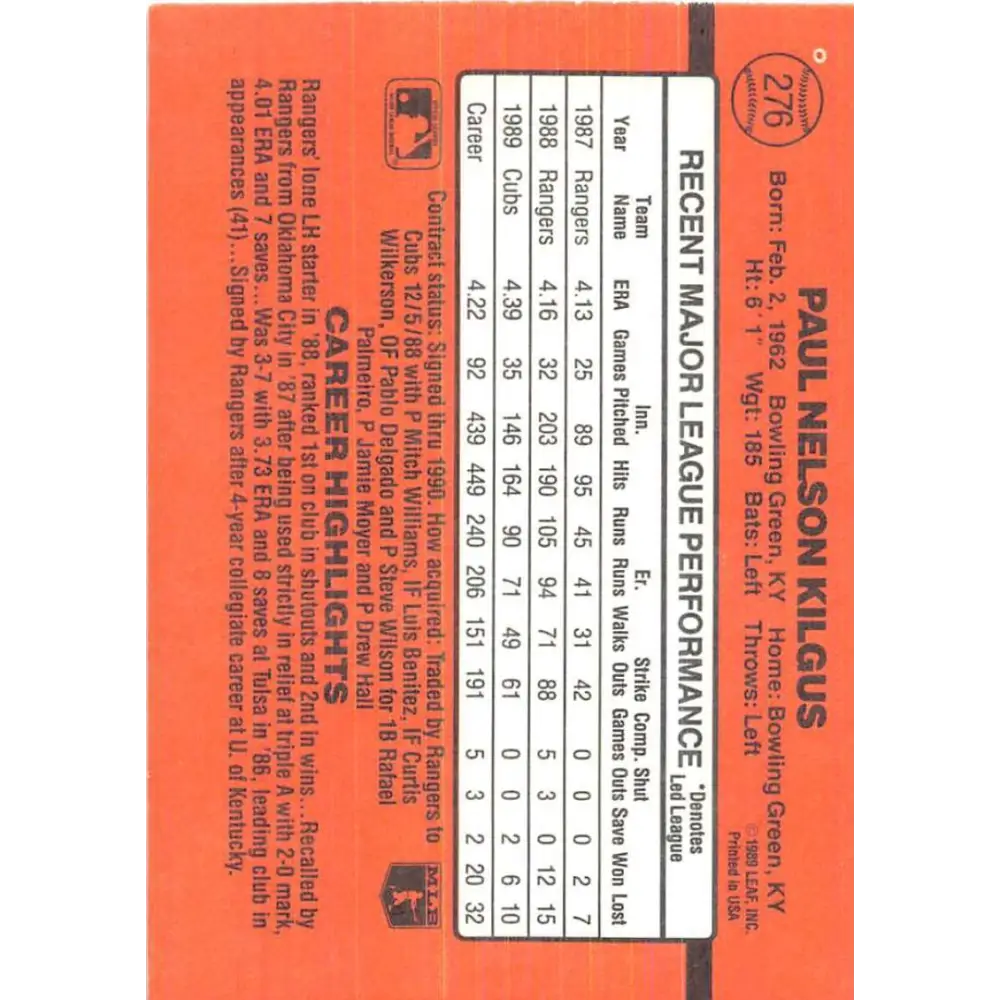 276
PAUL NELSON KILGUS
Born: Feb. 2, 1962 Bowling Green, KY Home: Bowling Green, KY
Ht: 6'1" Wgt: 185 Bats: Left Throws: Left
©1989 LEAF, INC.
Printed in USA
RECENT MAJOR LEAGUE PERFORMANCE
*Denotes
Led League
Team Inn. Er. Strike Comp. Shut
Year Name ERA Games Pitched Hits Runs Runs Walks Outs Games Outs Save Won Lost
1987 Rangers 4.13 25 89 95 45 41 31 42 0 0 0 2 7
1988 Rangers 4.16 32 203 190 105 94 71 88 5 3 0 12 15
1989 Cubs 4.39 35 146 164 90 71 49 61 0 0 2 6 10
Career 4.22 92 439 449 240 206 151 191 5 3 2 20 32
Contract status: Signed thru 1990. How acquired: Traded by Rangers to
Cubs 12/5/88 with P Mitch Williams, IF Luis Benitez, IF Curtis
Wilkerson, OF Pablo Delgado and P Steve Wilson for 1B Rafael
Palmeiro, P Jamie Moyer and P Drew Hall
MLB
CAREER HIGHLIGHTS
Rangers' lone LH starter in '88, ranked 1st on club in shutouts and 2nd in wins...Recalled by
Rangers from Oklahoma City in '87 after being used strictly in relief at triple A with 2-0 mark,
4.01 ERA and 7 saves...Was 3-7 with 3.73 ERA and 8 saves at Tulsa in '86, leading club in
appearances (41)...Signed by Rangers after 4-year collegiate career at U. of Kentucky.